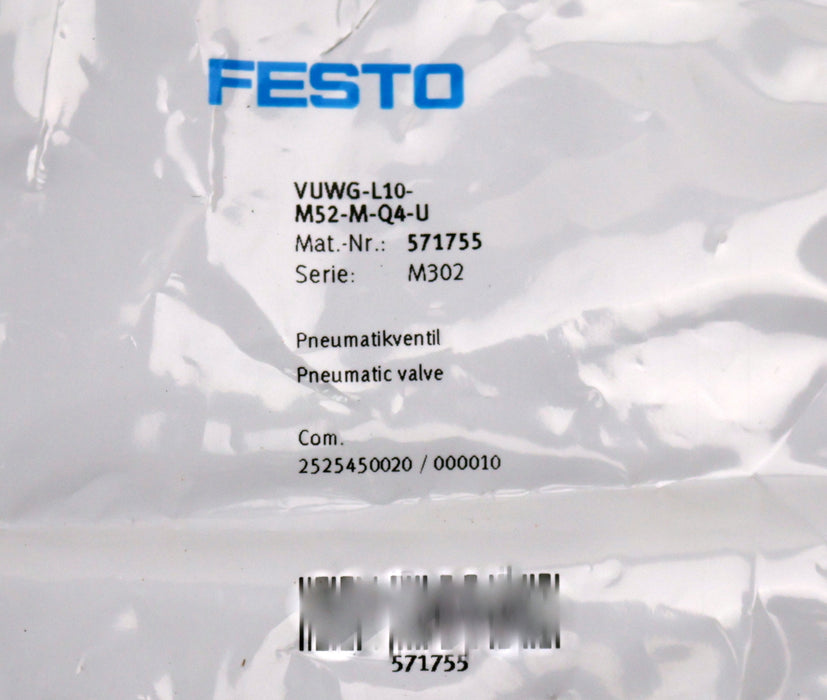 FESTO
VUWG-L10-
M52-M-Q4-U
Mat.-Nr.: 571755
Serie: M302
Pneumatikventil
Pneumatic valve
Com.
2525450020 / 000010
571755